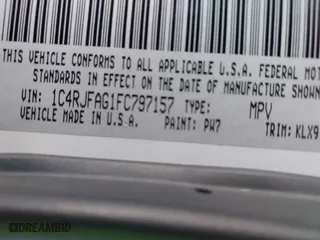 THIS VEHICLE CONFORMS TO ALL APPLICABLE U.S.A. FEDERAL MOT
STANDARDS IN EFFECT ON THE DATE OF MANUFACTURE SHOWN
VIN: 1C4RJFAG1FC797157 TYPE: MPV
VEHICLE MADE IN U.S.A. PAINT: PW7 TRIM: KLX9
DREAMBID